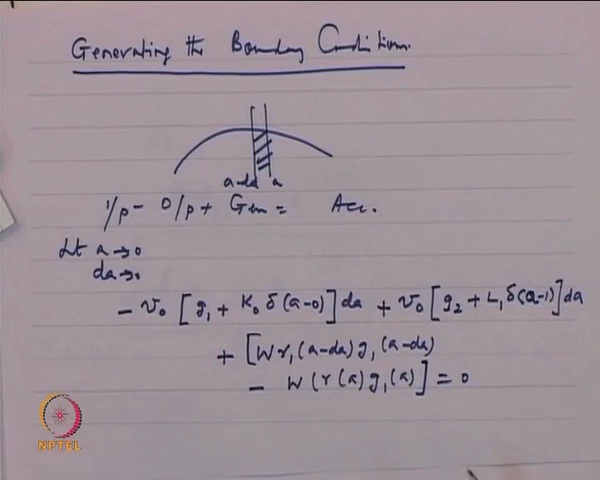 Generating the Boundary Condition.
a-da a
i/p - o/p + Gen = Acc.
Lt a→0
da→0
- v₀ [g₁ + K₀ δ(a-0)] da + v₀ [g₂ + L₁ δ(a-1)] da
+ [W r₁(a-da) g₁(a-da)
- W(r(a) g₁(a)] = 0
NPTEL